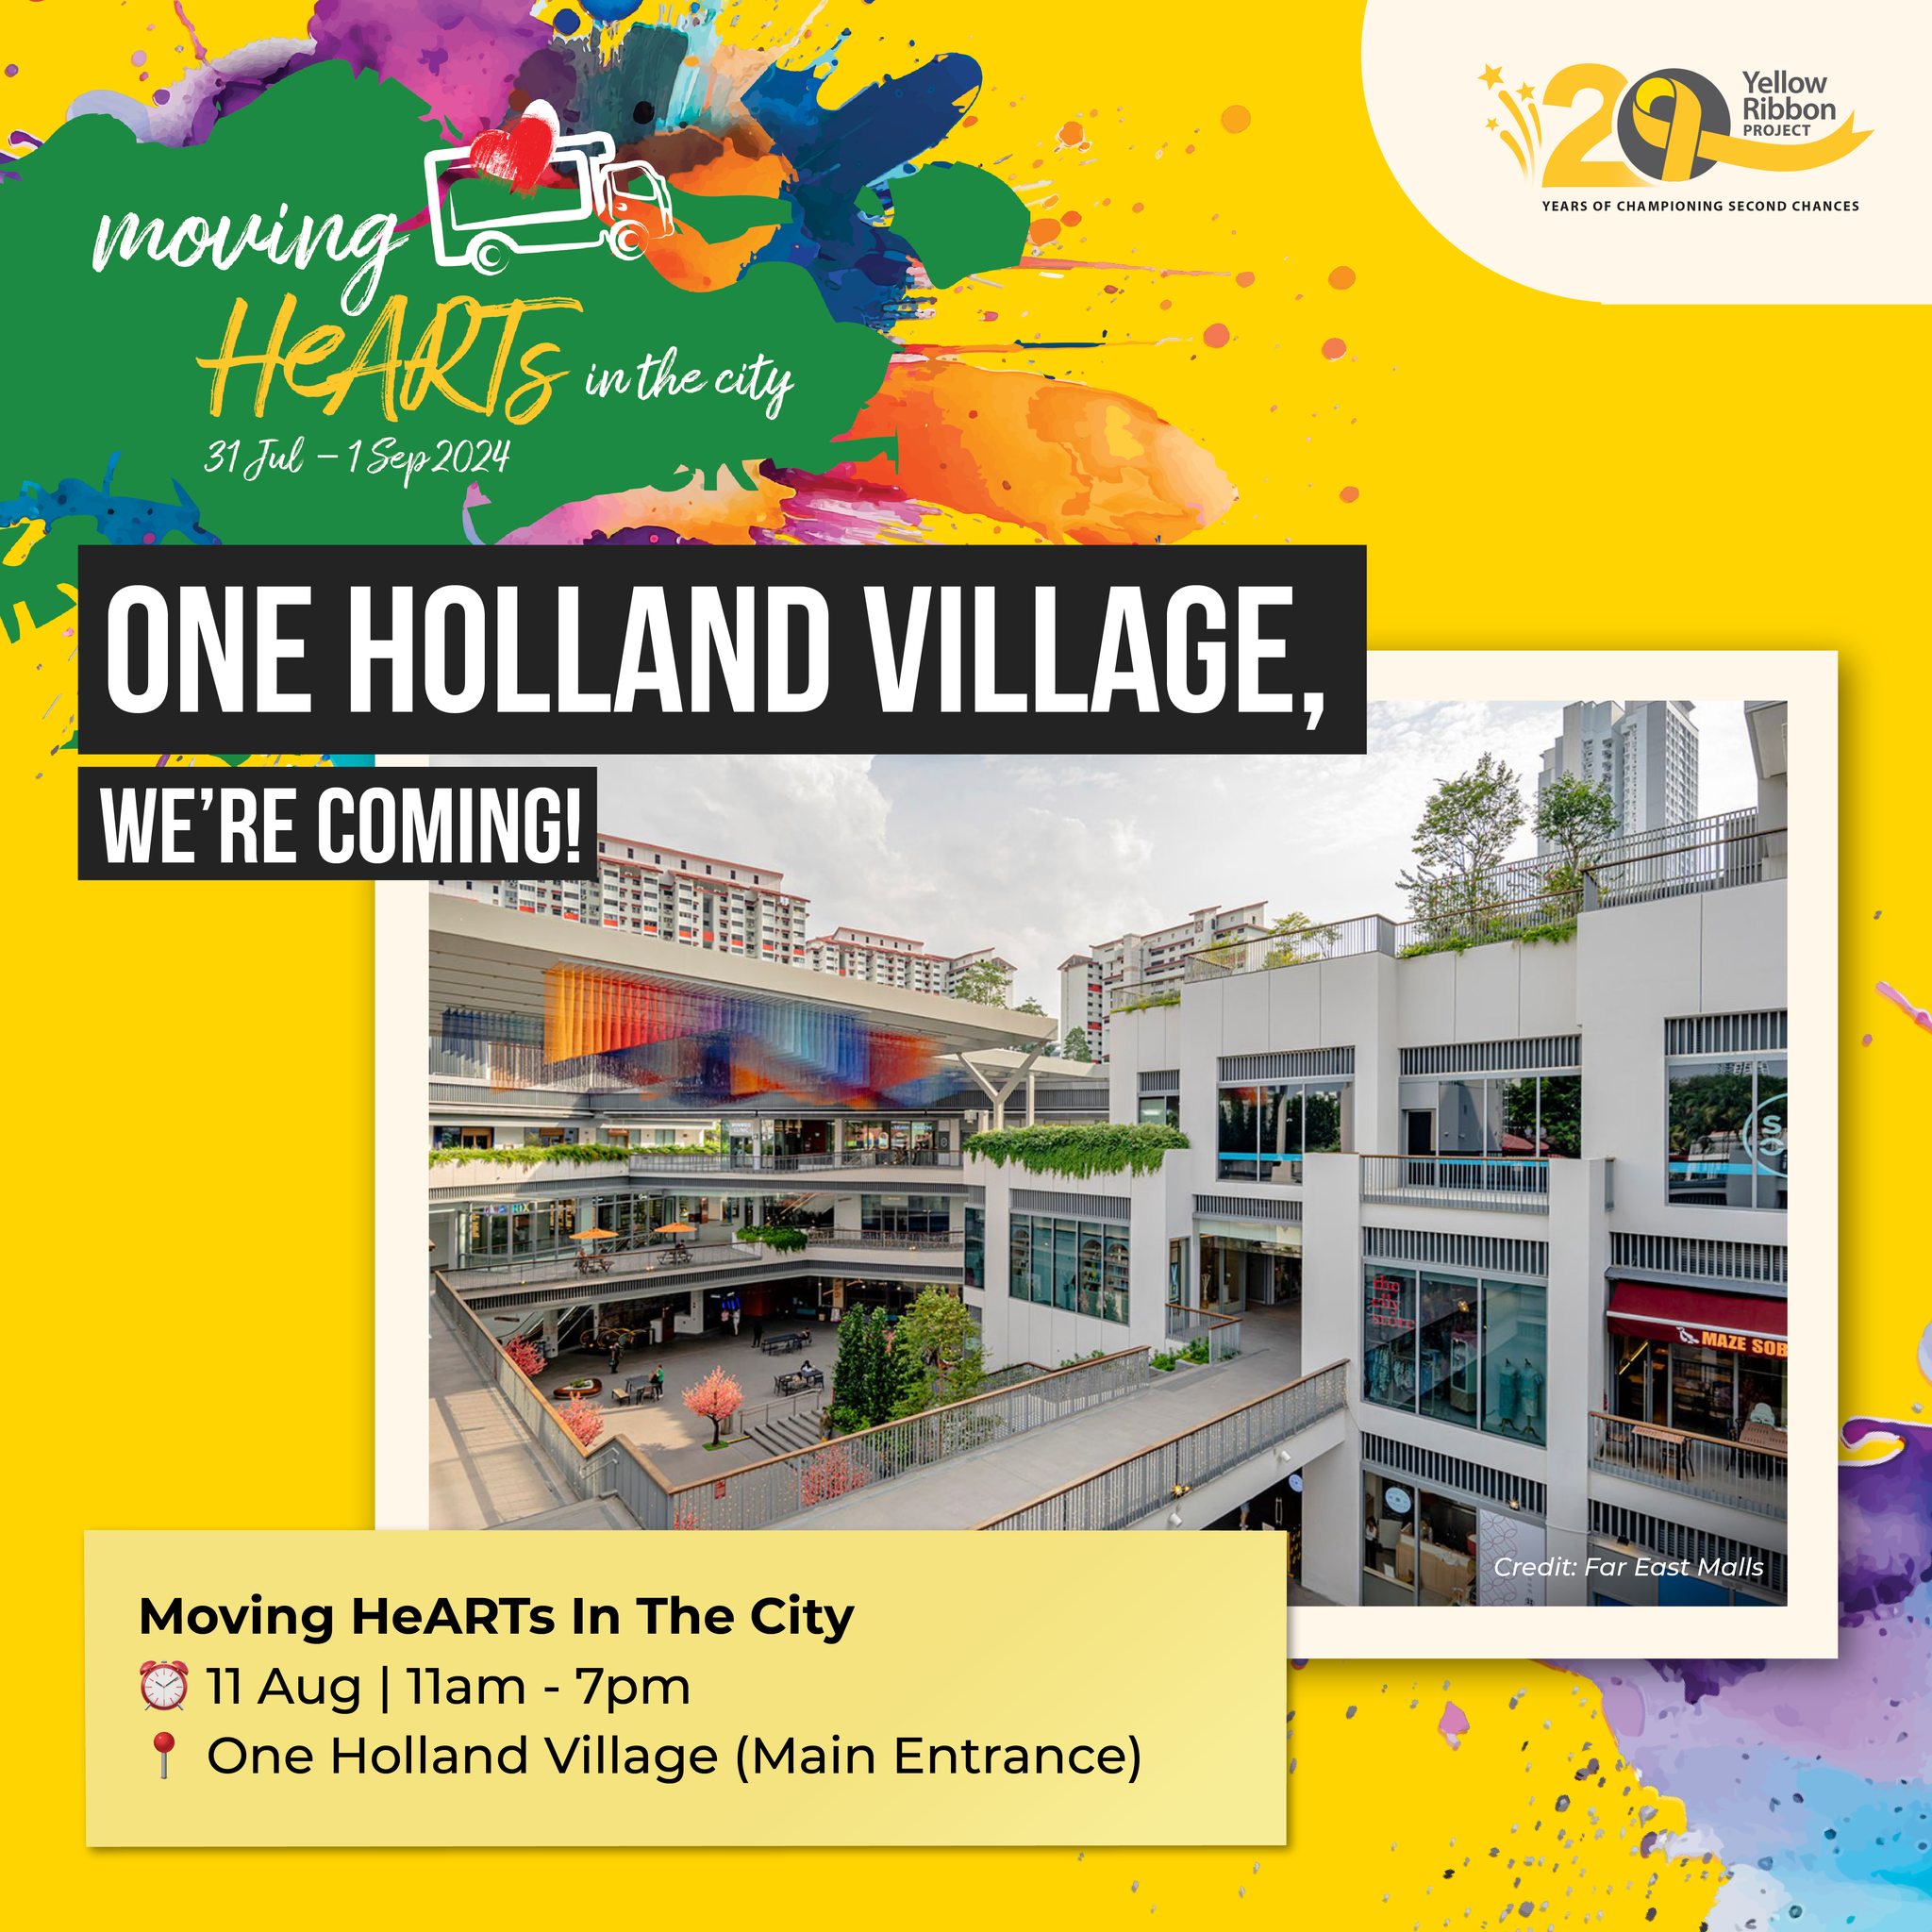 moving
HeARTs in the city
31 Jul – 1 Sep 2024
20
Yellow
Ribbon
PROJECT
YEARS OF CHAMPIONING SECOND CHANCES
ONE HOLLAND VILLAGE,
WE'RE COMING!
MAZE SOB
Credit: Far East Malls
Moving HeARTs In The City
11 Aug | 11am - 7pm
One Holland Village (Main Entrance)